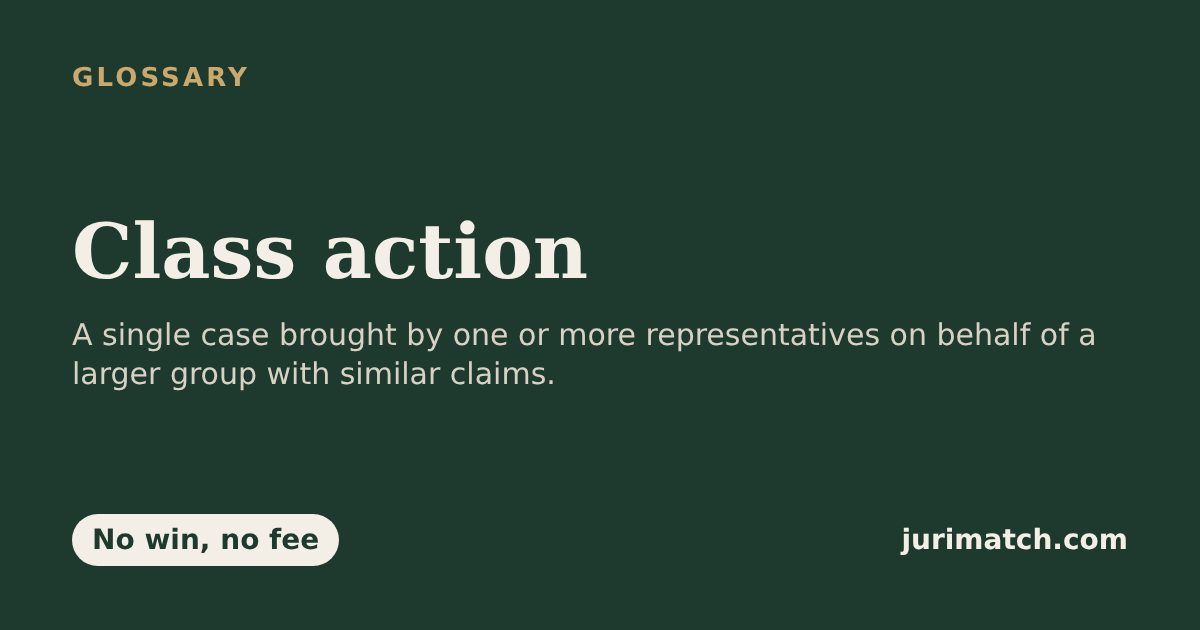 GLOSSARY
Class action
A single case brought by one or more representatives on behalf of a
larger group with similar claims.
No win, no fee
jurimatch.com